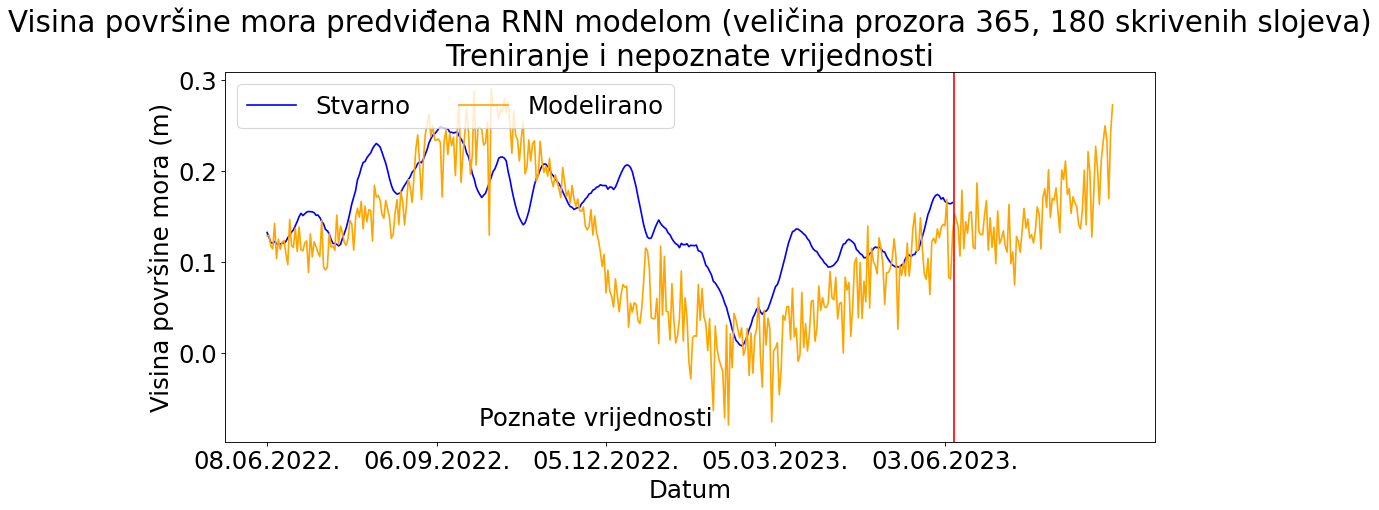 Visina površine mora predviđena RNN modelom (veličina prozora 365, 180 skrivenih slojeva)
Treniranje i nepoznate vrijednosti
Visina površine mora (m)
0.3
0.2
0.1
0.0
Stvarno Modelirano
Poznate vrijednosti
08.06.2022. 06.09.2022. 05.12.2022. 05.03.2023. 03.06.2023.
Datum